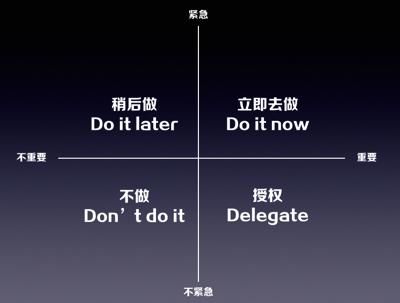 紧急
稍后做
Do it later
立即去做
Do it now
不重要
重要
不做
Don’t do it
授权
Delegate
不紧急